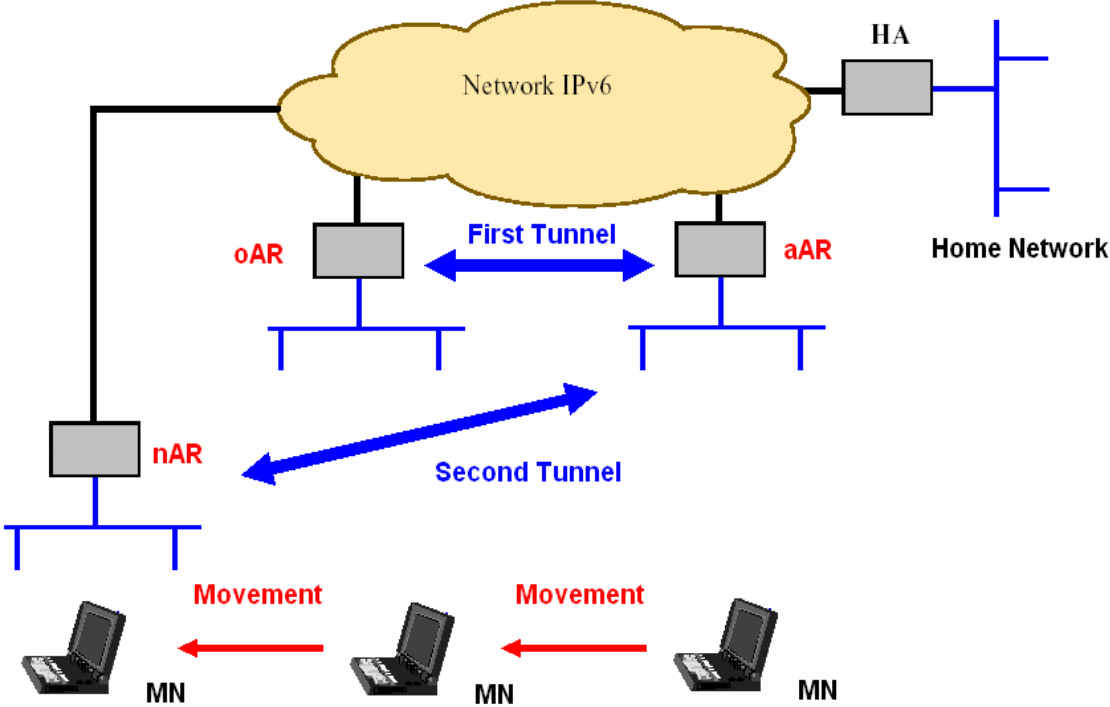 HA
Network IPv6
oAR
First Tunnel
aAR
Home Network
nAR
Second Tunnel
Movement
Movement
MN
MN
MN